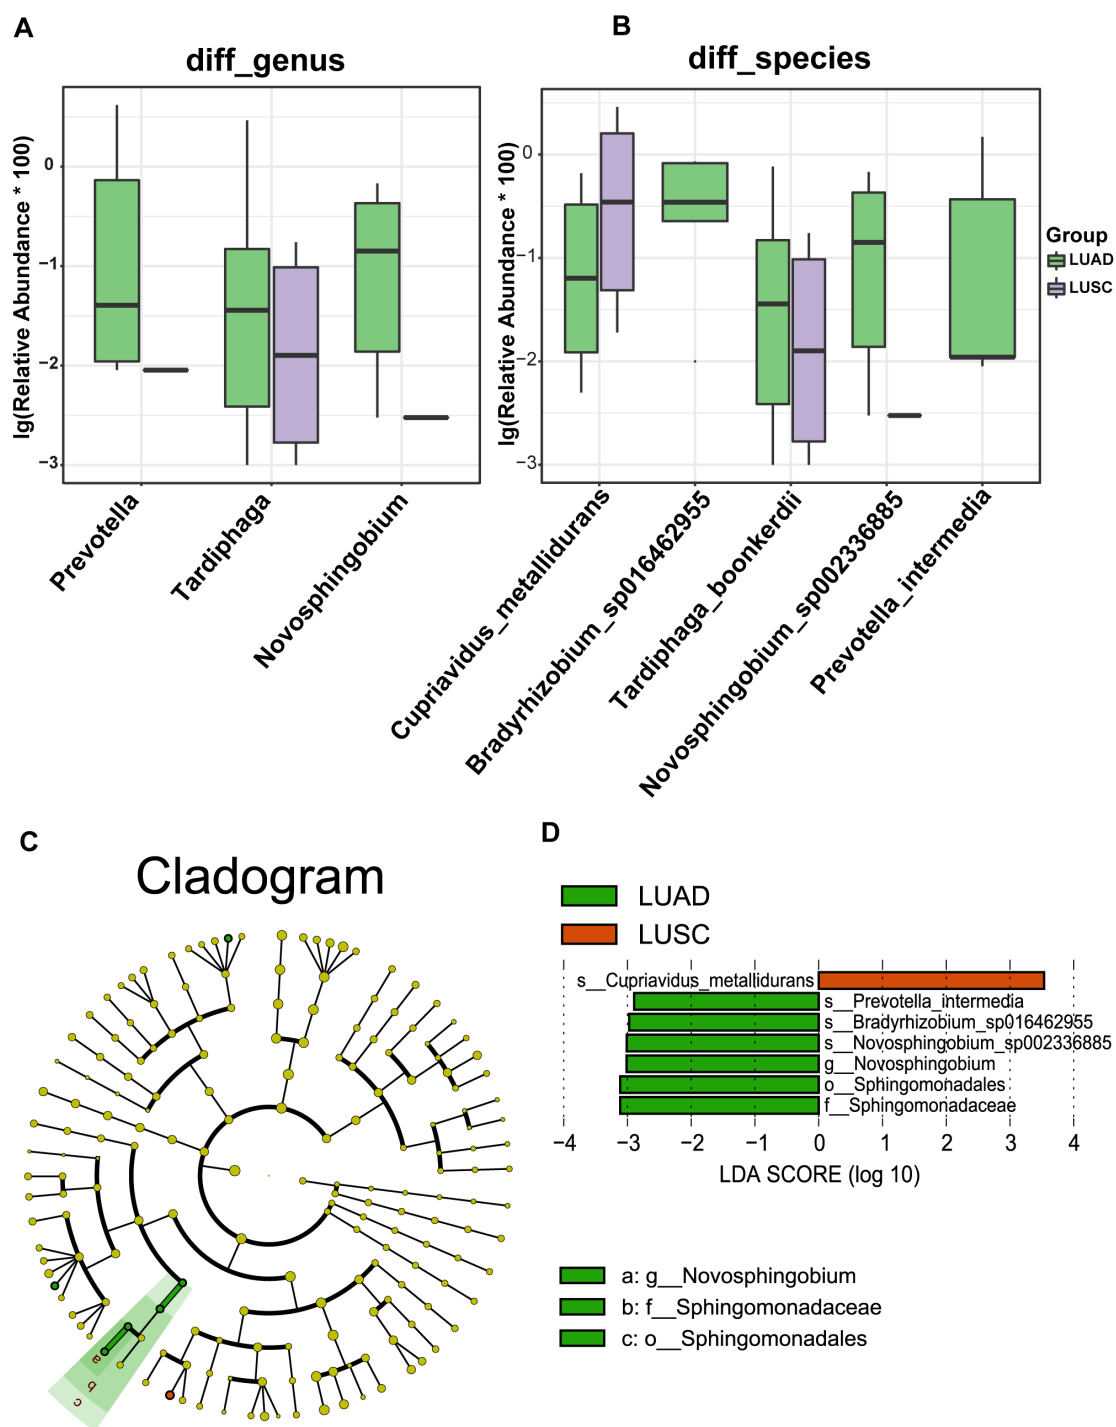 A
diff_genus
lg(Relative Abundance * 100)
0
−1
−2
−3
Prevotella
Tardiphaga
Novosphingobium
B
diff_species
lg(Relative Abundance * 100)
0
−1
−2
−3
Cupriavidus_metallidurans
Bradyrhizobium_sp016462955
Tardiphaga_boonkerdii
Novosphingobium_sp002336885
Prevotella_intermedia
Group
LUAD
LUSC
C
Cladogram
a
b
c
D
LUAD
LUSC
s__Cupriavidus_metallidurans
s__Prevotella_intermedia
s__Bradyrhizobium_sp016462955
s__Novosphingobium_sp002336885
g__Novosphingobium
o__Sphingomonadales
f__Sphingomonadaceae
−4 −3 −2 −1 0 1 2 3 4
LDA SCORE (log 10)
a: g__Novosphingobium
b: f__Sphingomonadaceae
c: o__Sphingomonadales